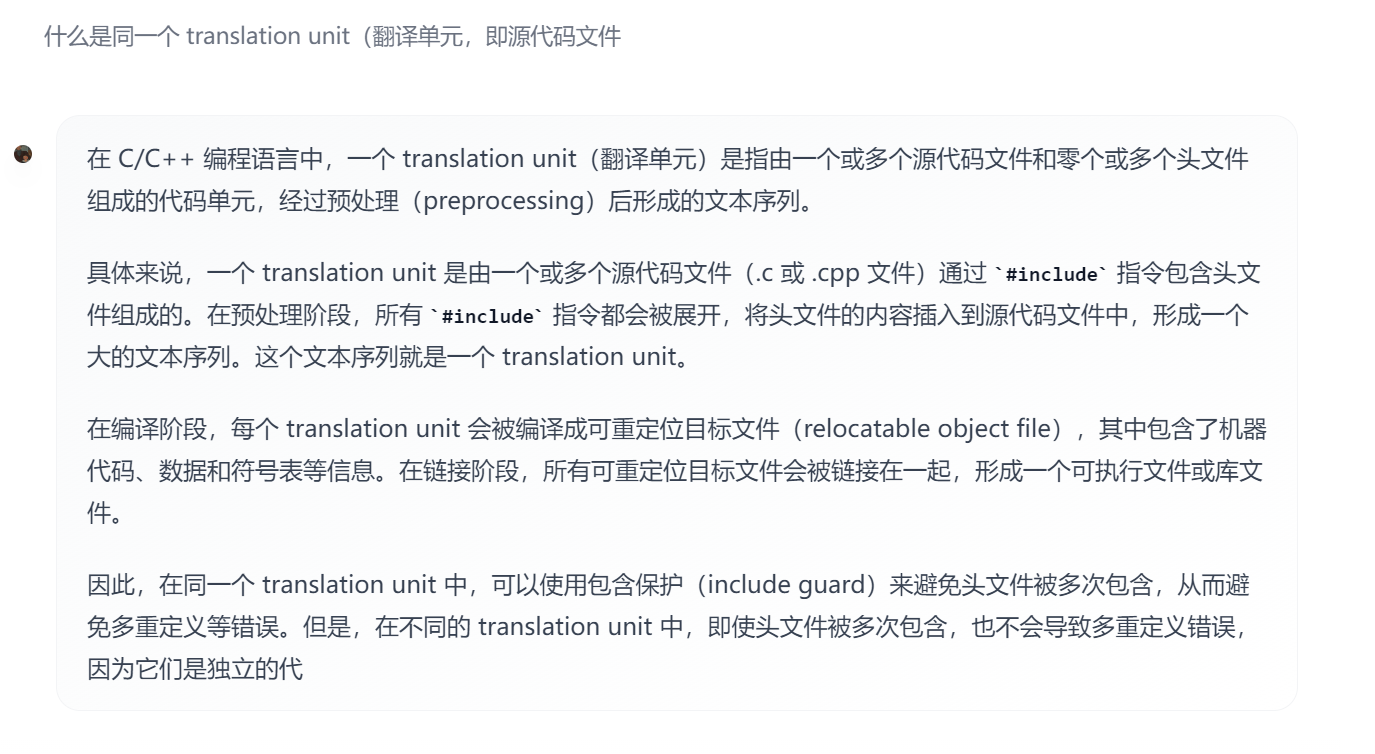 什么是同一个 translation unit（翻译单元，即源代码文件
在 C/C++ 编程语言中，一个 translation unit（翻译单元）是指由一个或多个源代码文件和零个或多个头文件
组成的代码单元，经过预处理（preprocessing）后形成的文本序列。
具体来说，一个 translation unit 是由一个或多个源代码文件（.c 或 .cpp 文件）通过 `#include` 指令包含头文
件组成的。在预处理阶段，所有 `#include` 指令都会被展开，将头文件的内容插入到源代码文件中，形成一个
大的文本序列。这个文本序列就是一个 translation unit。
在编译阶段，每个 translation unit 会被编译成可重定位目标文件（relocatable object file），其中包含了机器
代码、数据和符号表等信息。在链接阶段，所有可重定位目标文件会被链接在一起，形成一个可执行文件或库文
件。
因此，在同一个 translation unit 中，可以使用包含保护（include guard）来避免头文件被多次包含，从而避
免多重定义等错误。但是，在不同的 translation unit 中，即使头文件被多次包含，也不会导致多重定义错误，
因为它们是独立的代